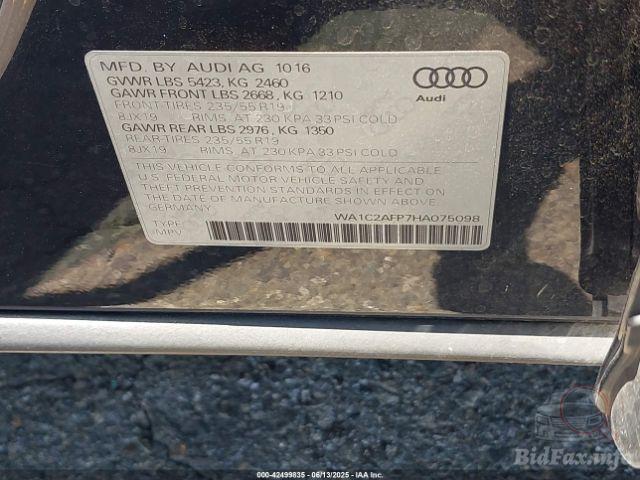 MFD. BY AUDI AG 10 16
GVWR LBS 5423, KG 2460
GAWR FRONT LBS 2668, KG 1210
FRONT-TIRES 235/55 R19
8JX19 RIMS, AT 230 KPA 33 PSI COLD
GAWR REAR LBS 2976, KG 1350
REAR-TIRES 235/55 R19
8JX19 RIMS, AT 230 KPA 33 PSI COLD
THIS VEHICLE CONFORMS TO ALL APPLICABLE
U.S. FEDERAL MOTOR VEHICLE SAFETY AND
THEFT PREVENTION STANDARDS IN EFFECT ON
THE DATE OF MANUFACTURE SHOWN ABOVE
GERMANY
WA1C2AFP7HA075098
TYPE:
MPV
Audi
BidFax.info
000-42499835 - 06/13/2025 - IAA Inc.